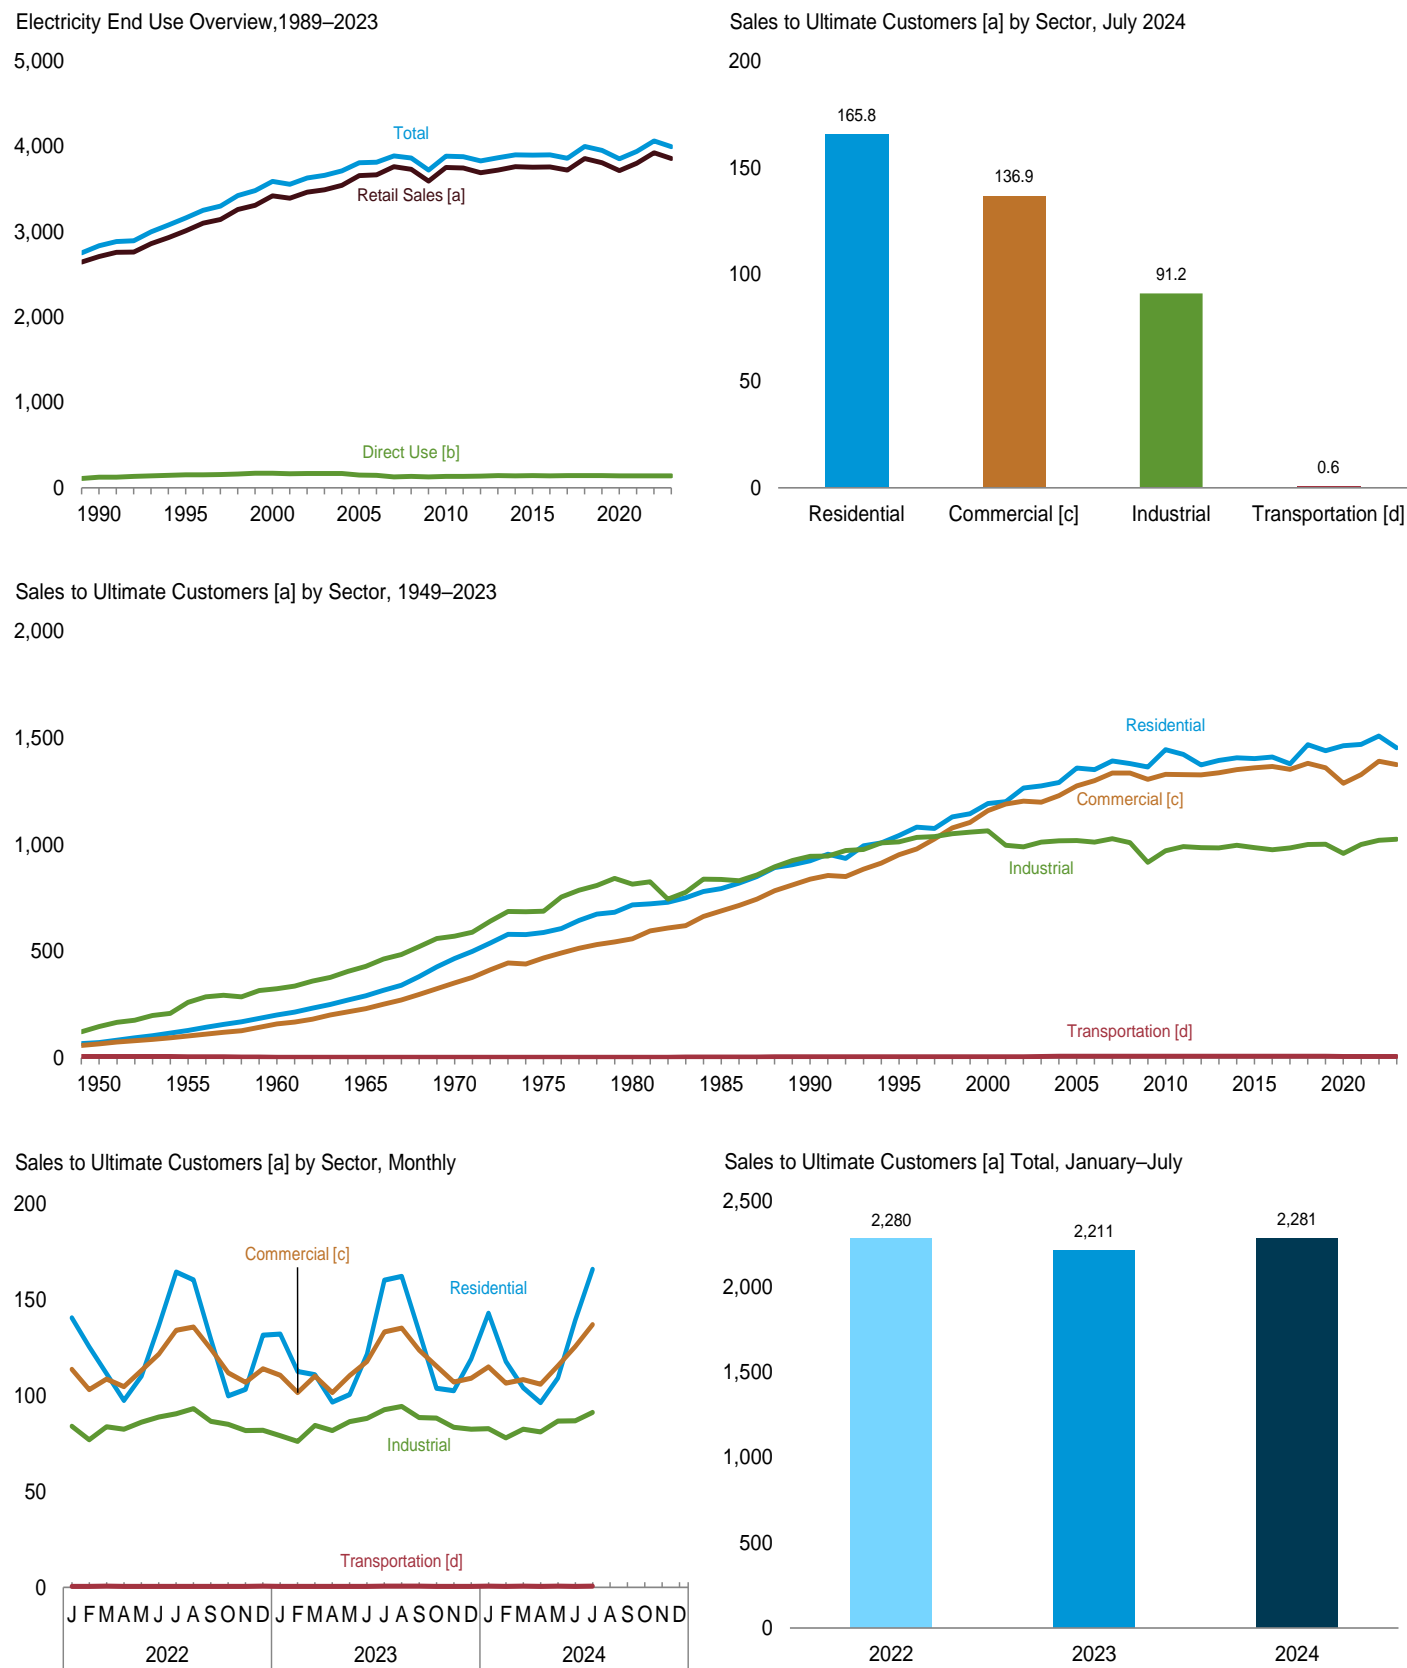 Electricity End Use Overview,1989–2023
5,000
4,000
3,000
2,000
1,000
0
Total
Retail Sales [a]
Direct Use [b]
1990 1995 2000 2005 2010 2015 2020
Sales to Ultimate Customers [a] by Sector, July 2024
200
150
100
50
0
165.8
136.9
91.2
0.6
Residential Commercial [c] Industrial Transportation [d]
Sales to Ultimate Customers [a] by Sector, 1949–2023
2,000
1,500
1,000
500
0
Residential
Commercial [c]
Industrial
Transportation [d]
1950 1955 1960 1965 1970 1975 1980 1985 1990 1995 2000 2005 2010 2015 2020
Sales to Ultimate Customers [a] by Sector, Monthly
200
150
100
50
0
Commercial [c]
Residential
Industrial
Transportation [d]
J F M A M J J A S O N D J F M A M J J A S O N D J F M A M J J A S O N D
2022 2023 2024
Sales to Ultimate Customers [a] Total, January–July
2,500
2,000
1,500
1,000
500
0
2,280
2,211
2,281
2022 2023 2024